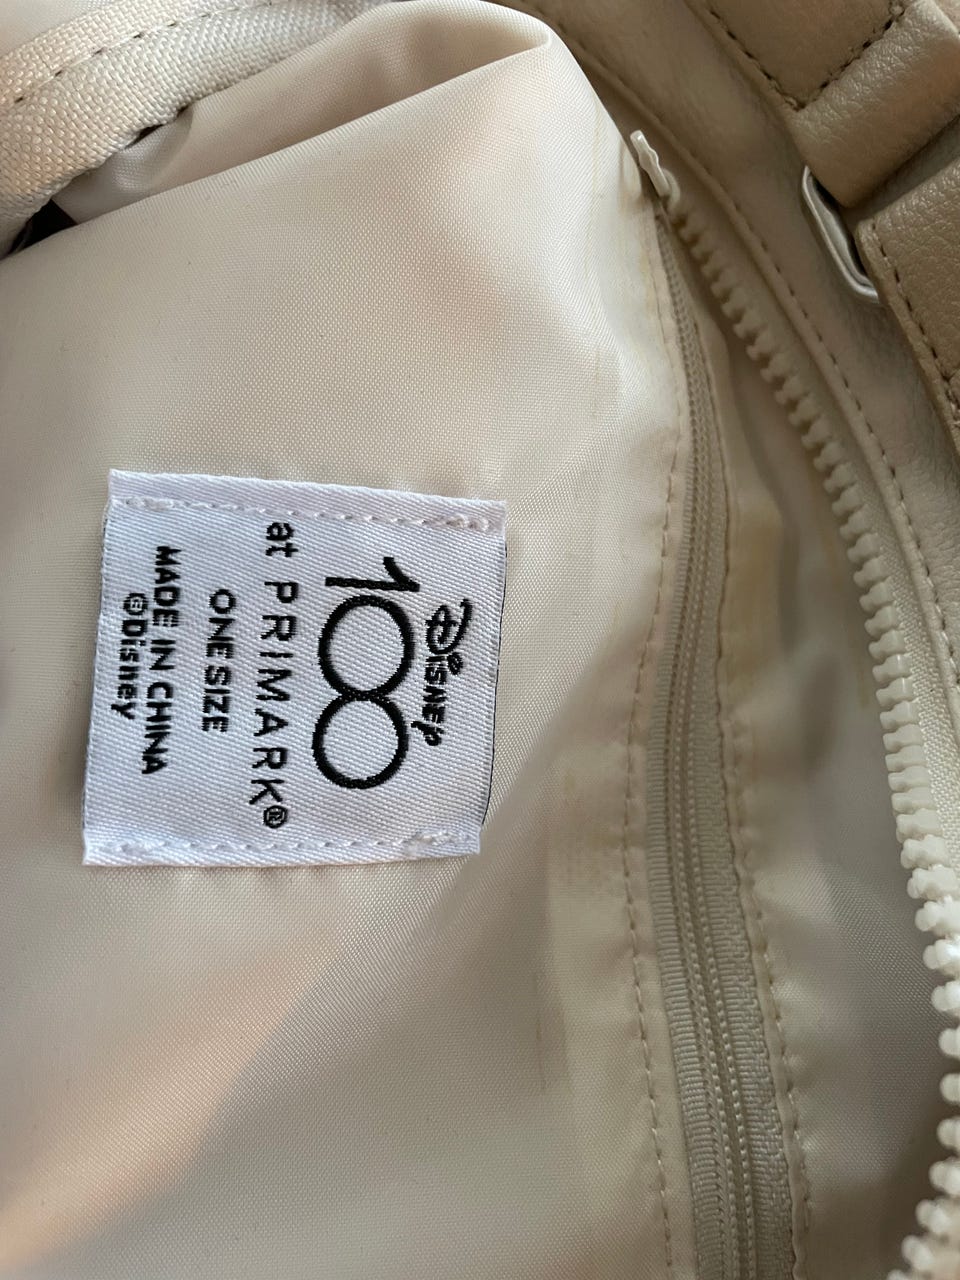 Disney
100
at PRIMARK®
ONE SIZE
MADE IN CHINA
©Disney